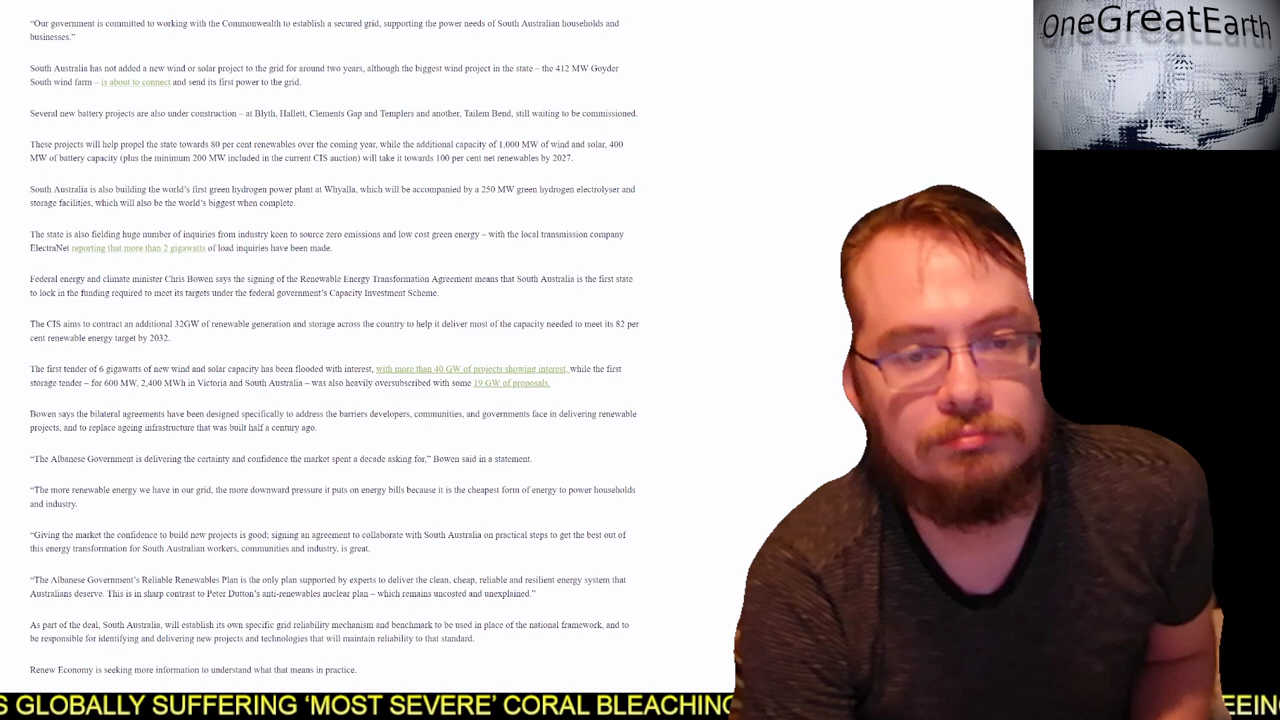 OneGreatEarth
“Our government is committed to working with the Commonwealth to establish a secured grid, supporting the power needs of South Australian households and
businesses.”
South Australia has not added a new wind or solar project to the grid for around two years, although the biggest wind project in the state – the 412 MW Goyder
South wind farm – is about to connect and send its first power to the grid.
Several new battery projects are also under construction – at Blyth, Hallett, Clements Gap and Templers and another, Tailem Bend, still waiting to be commissioned.
These projects will help propel the state towards 80 per cent renewables over the coming year, while the additional capacity of 1,000 MW of wind and solar, 400
MW of battery capacity (plus the minimum 200 MW included in the current CIS auction) will take it towards 100 per cent net renewables by 2027.
South Australia is also building the world’s first green hydrogen power plant at Whyalla, which will be accompanied by a 250 MW green hydrogen electrolyser and
storage facilities, which will also be the world’s biggest when complete.
The state is also fielding huge number of inquiries from industry keen to source zero emissions and low cost green energy – with the local transmission company
ElectraNet reporting that more than 2 gigawatts of load inquiries have been made.
Federal energy and climate minister Chris Bowen says the signing of the Renewable Energy Transformation Agreement means that South Australia is the first state
to lock in the funding required to meet its targets under the federal government’s Capacity Investment Scheme.
The CIS aims to contract an additional 32GW of renewable generation and storage across the country to help it deliver most of the capacity needed to meet its 82 per
cent renewable energy target by 2032.
The first tender of 6 gigawatts of new wind and solar capacity has been flooded with interest, with more than 40 GW of projects showing interest, while the first
storage tender – for 600 MW, 2,400 MWh in Victoria and South Australia – was also heavily oversubscribed with some 19 GW of proposals.
Bowen says the bilateral agreements have been designed specifically to address the barriers developers, communities, and governments face in delivering renewable
projects, and to replace ageing infrastructure that was built half a century ago.
“The Albanese Government is delivering the certainty and confidence the market spent a decade asking for,” Bowen said in a statement.
“The more renewable energy we have in our grid, the more downward pressure it puts on energy bills because it is the cheapest form of energy to power households
and industry.
“Giving the market the confidence to build new projects is good; signing an agreement to collaborate with South Australia on practical steps to get the best out of
this energy transformation for South Australian workers, communities and industry, is great.
“The Albanese Government’s Reliable Renewables Plan is the only plan supported by experts to deliver the clean, cheap, reliable and resilient energy system that
Australians deserve. This is in sharp contrast to Peter Dutton’s anti-renewables nuclear plan – which remains uncosted and unexplained.”
As part of the deal, South Australia, will establish its own specific grid reliability mechanism and benchmark to be used in place of the national framework, and to
be responsible for identifying and delivering new projects and technologies that will maintain reliability to that standard.
Renew Economy is seeking more information to understand what that means in practice.
S GLOBALLY SUFFERING ‘MOST SEVERE’ CORAL BLEACHING EEIN